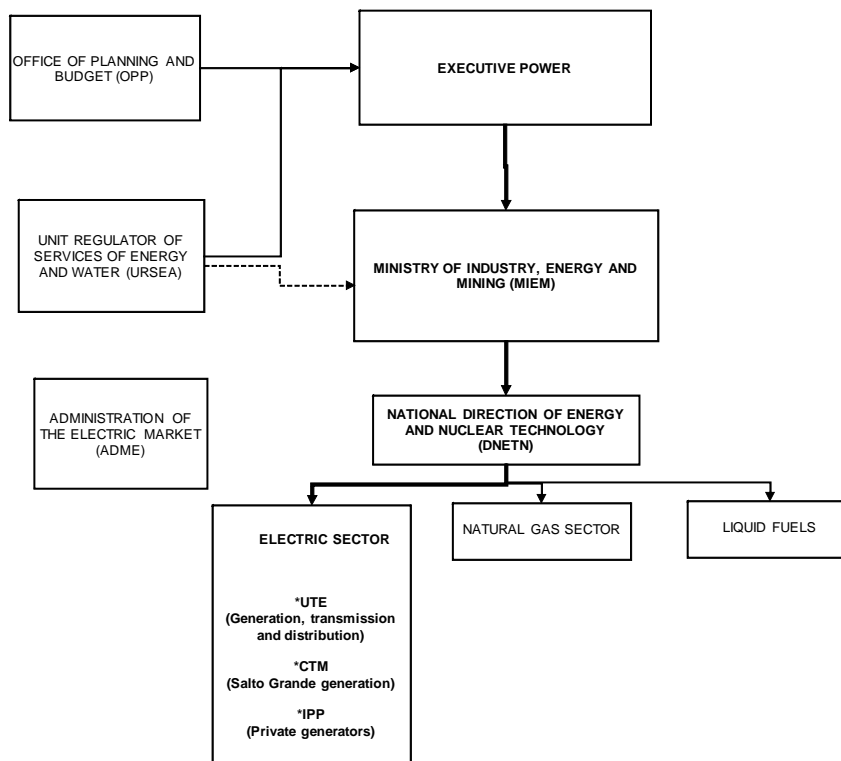 OFFICE OF PLANNING AND
BUDGET (OPP)
EXECUTIVE POWER
UNIT REGULATOR OF
SERVICES OF ENERGY
AND WATER (URSEA)
MINISTRY OF INDUSTRY, ENERGY AND
MINING (MIEM)
ADMINISTRATION OF
THE ELECTRIC MARKET
(ADME)
NATIONAL DIRECTION OF ENERGY
AND NUCLEAR TECHNOLOGY
(DNETN)
ELECTRIC SECTOR
*UTE
(Generation, transmission
and distribution)
*CTM
(Salto Grande generation)
*IPP
(Private generators)
NATURAL GAS SECTOR
LIQUID FUELS